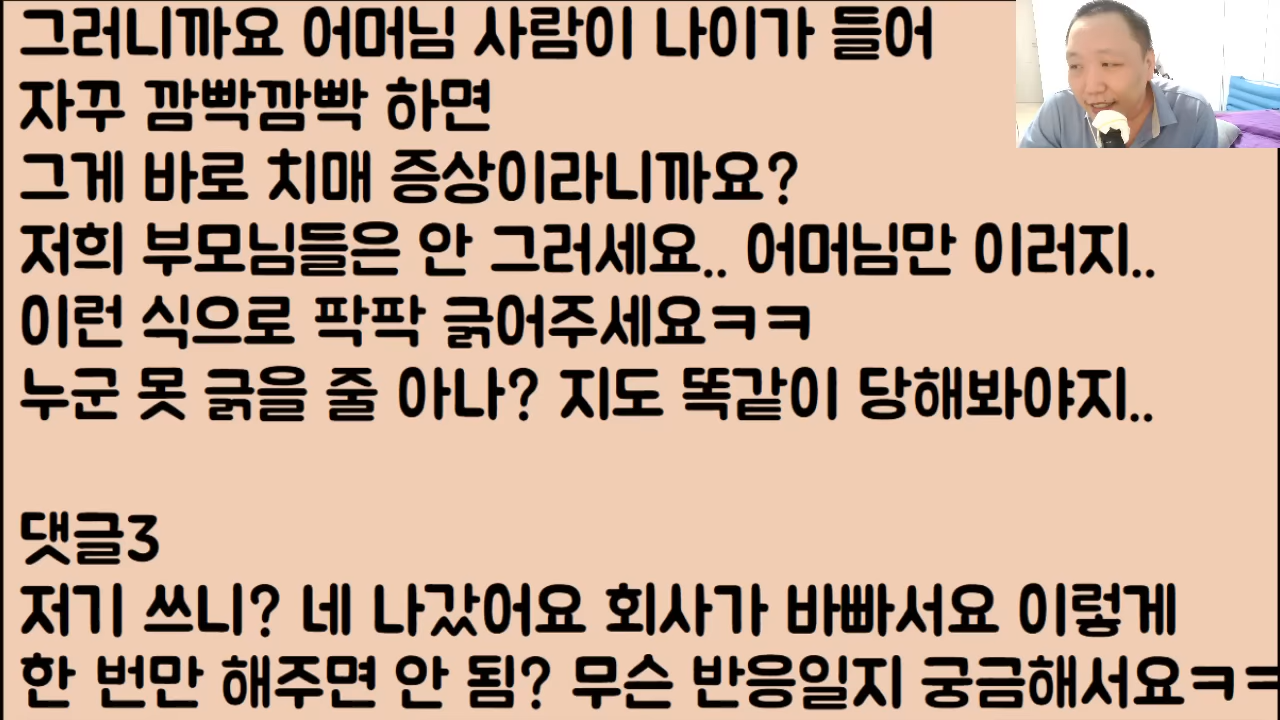 그러니까요 어머님 사람이 나이가 들어
자꾸 깜빡깜빡 하면
그게 바로 치매 증상이라니까요?
저희 부모님들은 안 그러세요.. 어머님만 이러지..
이런 식으로 팍팍 긁어주세요ㅋㅋ
누군 못 긁을 줄 아나? 지도 똑같이 당해봐야지..
댓글3
저기 쓰니? 네 나갔어요 회사가 바빠서요 이렇게
한 번만 해주면 안 됨? 무슨 반응일지 궁금해서요ㅋㅋ